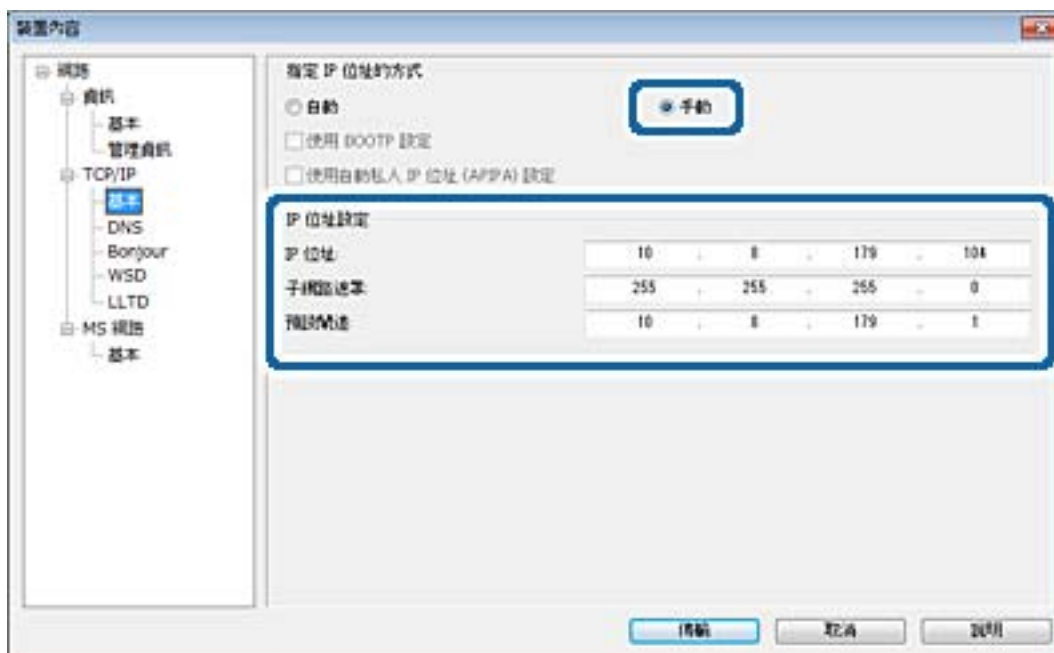 裝置內容
網路
資訊
基本
管理資訊
TCP/IP
基本
DNS
Bonjour
WSD
LLTD
MS 網路
基本
指定 IP 位址的方式
自動
手動
使用 BOOTP 設定
使用自動私人 IP 位址 (APIPA) 設定
IP 位址設定
IP 位址: 10 . 8 . 179 . 104
子網路遮罩: 255 . 255 . 255 . 0
預設閘道: 10 . 8 . 179 . 1
傳輸
取消
說明